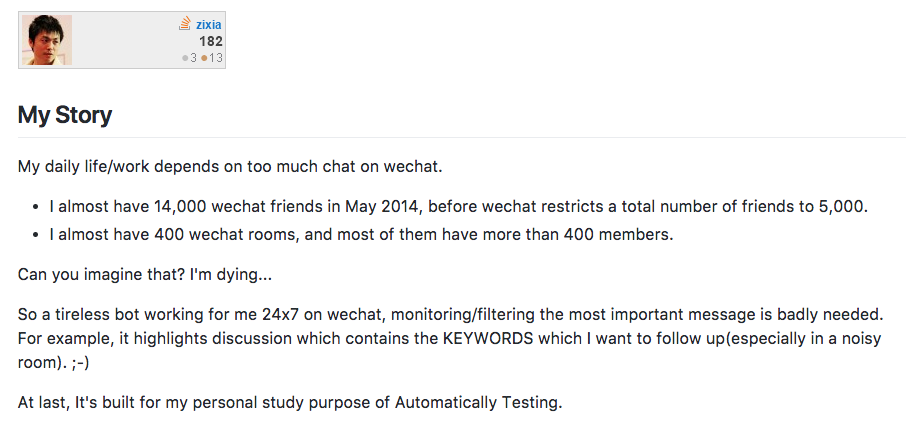 zixia
182
3 13
My Story
My daily life/work depends on too much chat on wechat.
• I almost have 14,000 wechat friends in May 2014, before wechat restricts a total number of friends to 5,000.
• I almost have 400 wechat rooms, and most of them have more than 400 members.
Can you imagine that? I'm dying...
So a tireless bot working for me 24x7 on wechat, monitoring/filtering the most important message is badly needed.
For example, it highlights discussion which contains the KEYWORDS which I want to follow up(especially in a noisy
room). ;-)
At last, It's built for my personal study purpose of Automatically Testing.